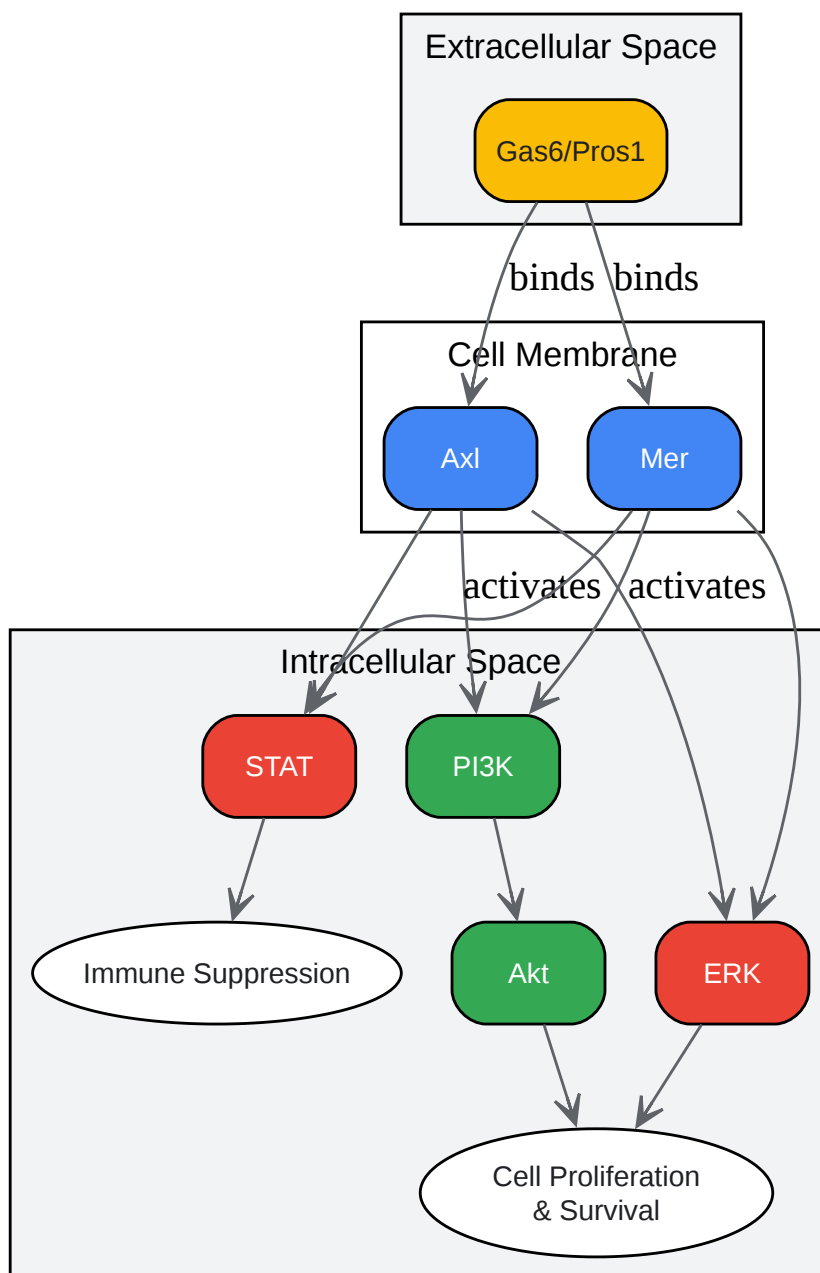 Extracellular Space
Gas6/Pros1
binds binds
Cell Membrane
Axl Mer
activates activates
Intracellular Space
STAT PI3K
Immune Suppression Akt ERK
Cell Proliferation
& Survival